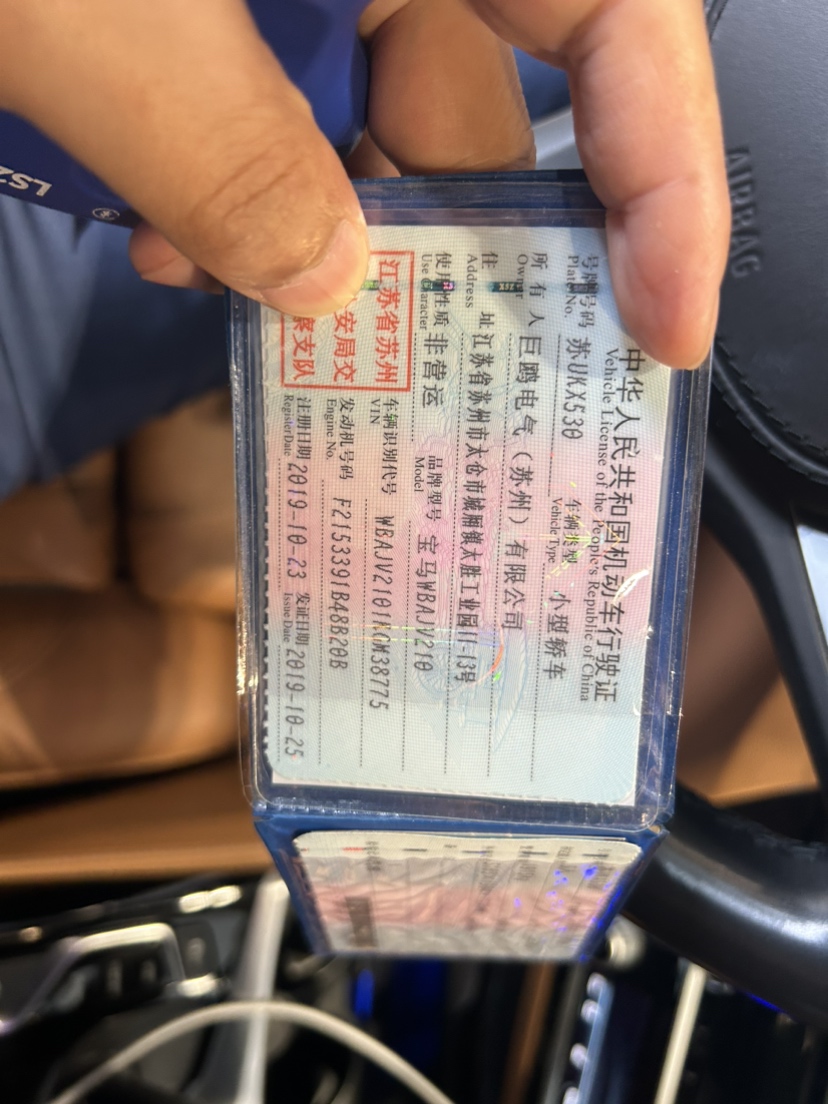 中华人民共和国机动车行驶证
Vehicle License of the People's Republic of China
号牌号码 苏UKX530 车辆类型 小型轿车
Plate No. Vehicle Type
所有人 巨鸥电气(苏州)有限公司
Owner
住址 江苏省苏州市太仓市城厢镇大胜工业园11-13号
Address
使用性质 非营运 品牌型号 宝马WBAJV210
Use Character Model
江苏省苏州
安局交
察支队
车辆识别代号
VIN
发动机号码 F2153391B48B20B
Engine No.
注册日期 2019-10-23 发证日期 2019-10-25
Register Date Issue Date
AIRBAG